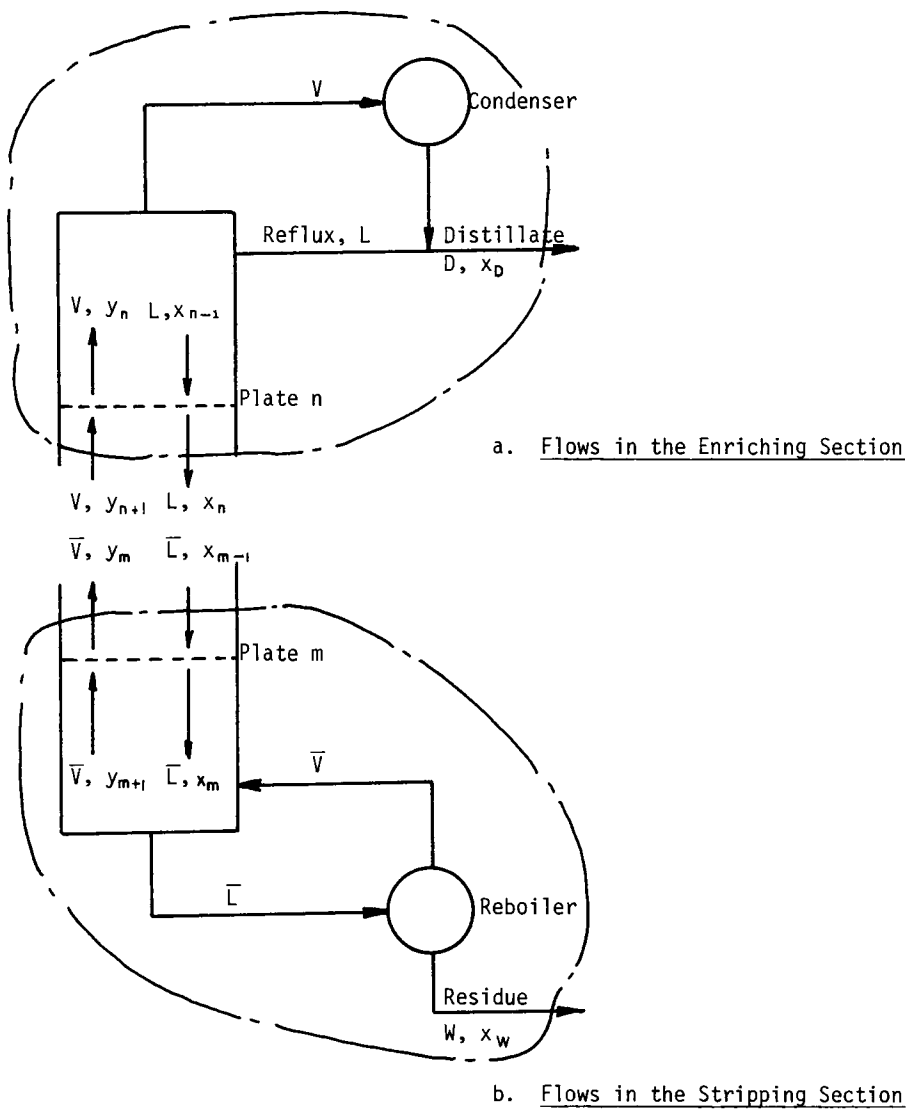 V
Condenser
Reflux, L
Distillate
D, x_D
V, y_n L,x_{n-1}
Plate n
a. Flows in the Enriching Section
V, y_{n+1} L, x_n
V̅, y_m L̅, x_{m-1}
Plate m
V̅
V̅, y_{m+1} L̅, x_m
L̅
Reboiler
Residue
W, x_W
b. Flows in the Stripping Section